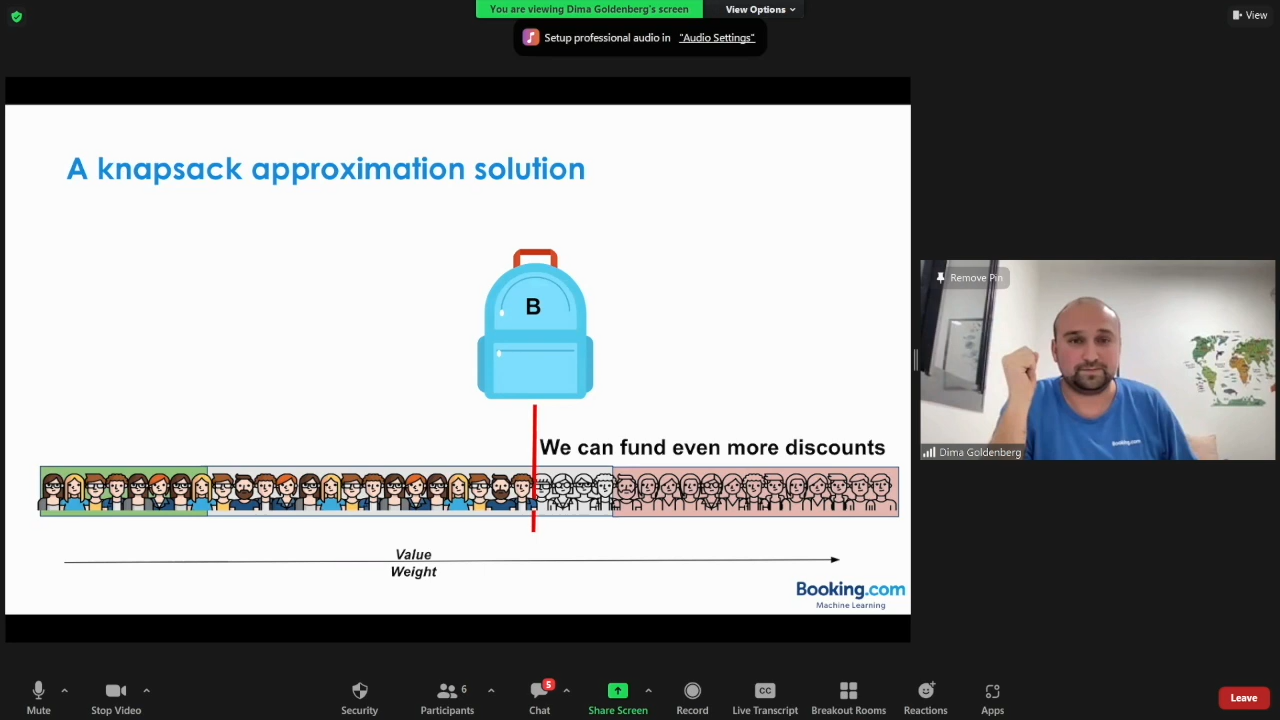 You are viewing Dima Goldenberg's screen
View Options
View
Setup professional audio in "Audio Settings"
A knapsack approximation solution
B
We can fund even more discounts
Value
Weight
Booking.com
Machine Learning
Remove Pin
Booking.com
Dima Goldenberg
Mute
Stop Video
Security
Participants
6
Chat
5
Share Screen
Record
CC
Live Transcript
Breakout Rooms
Reactions
Apps
Leave